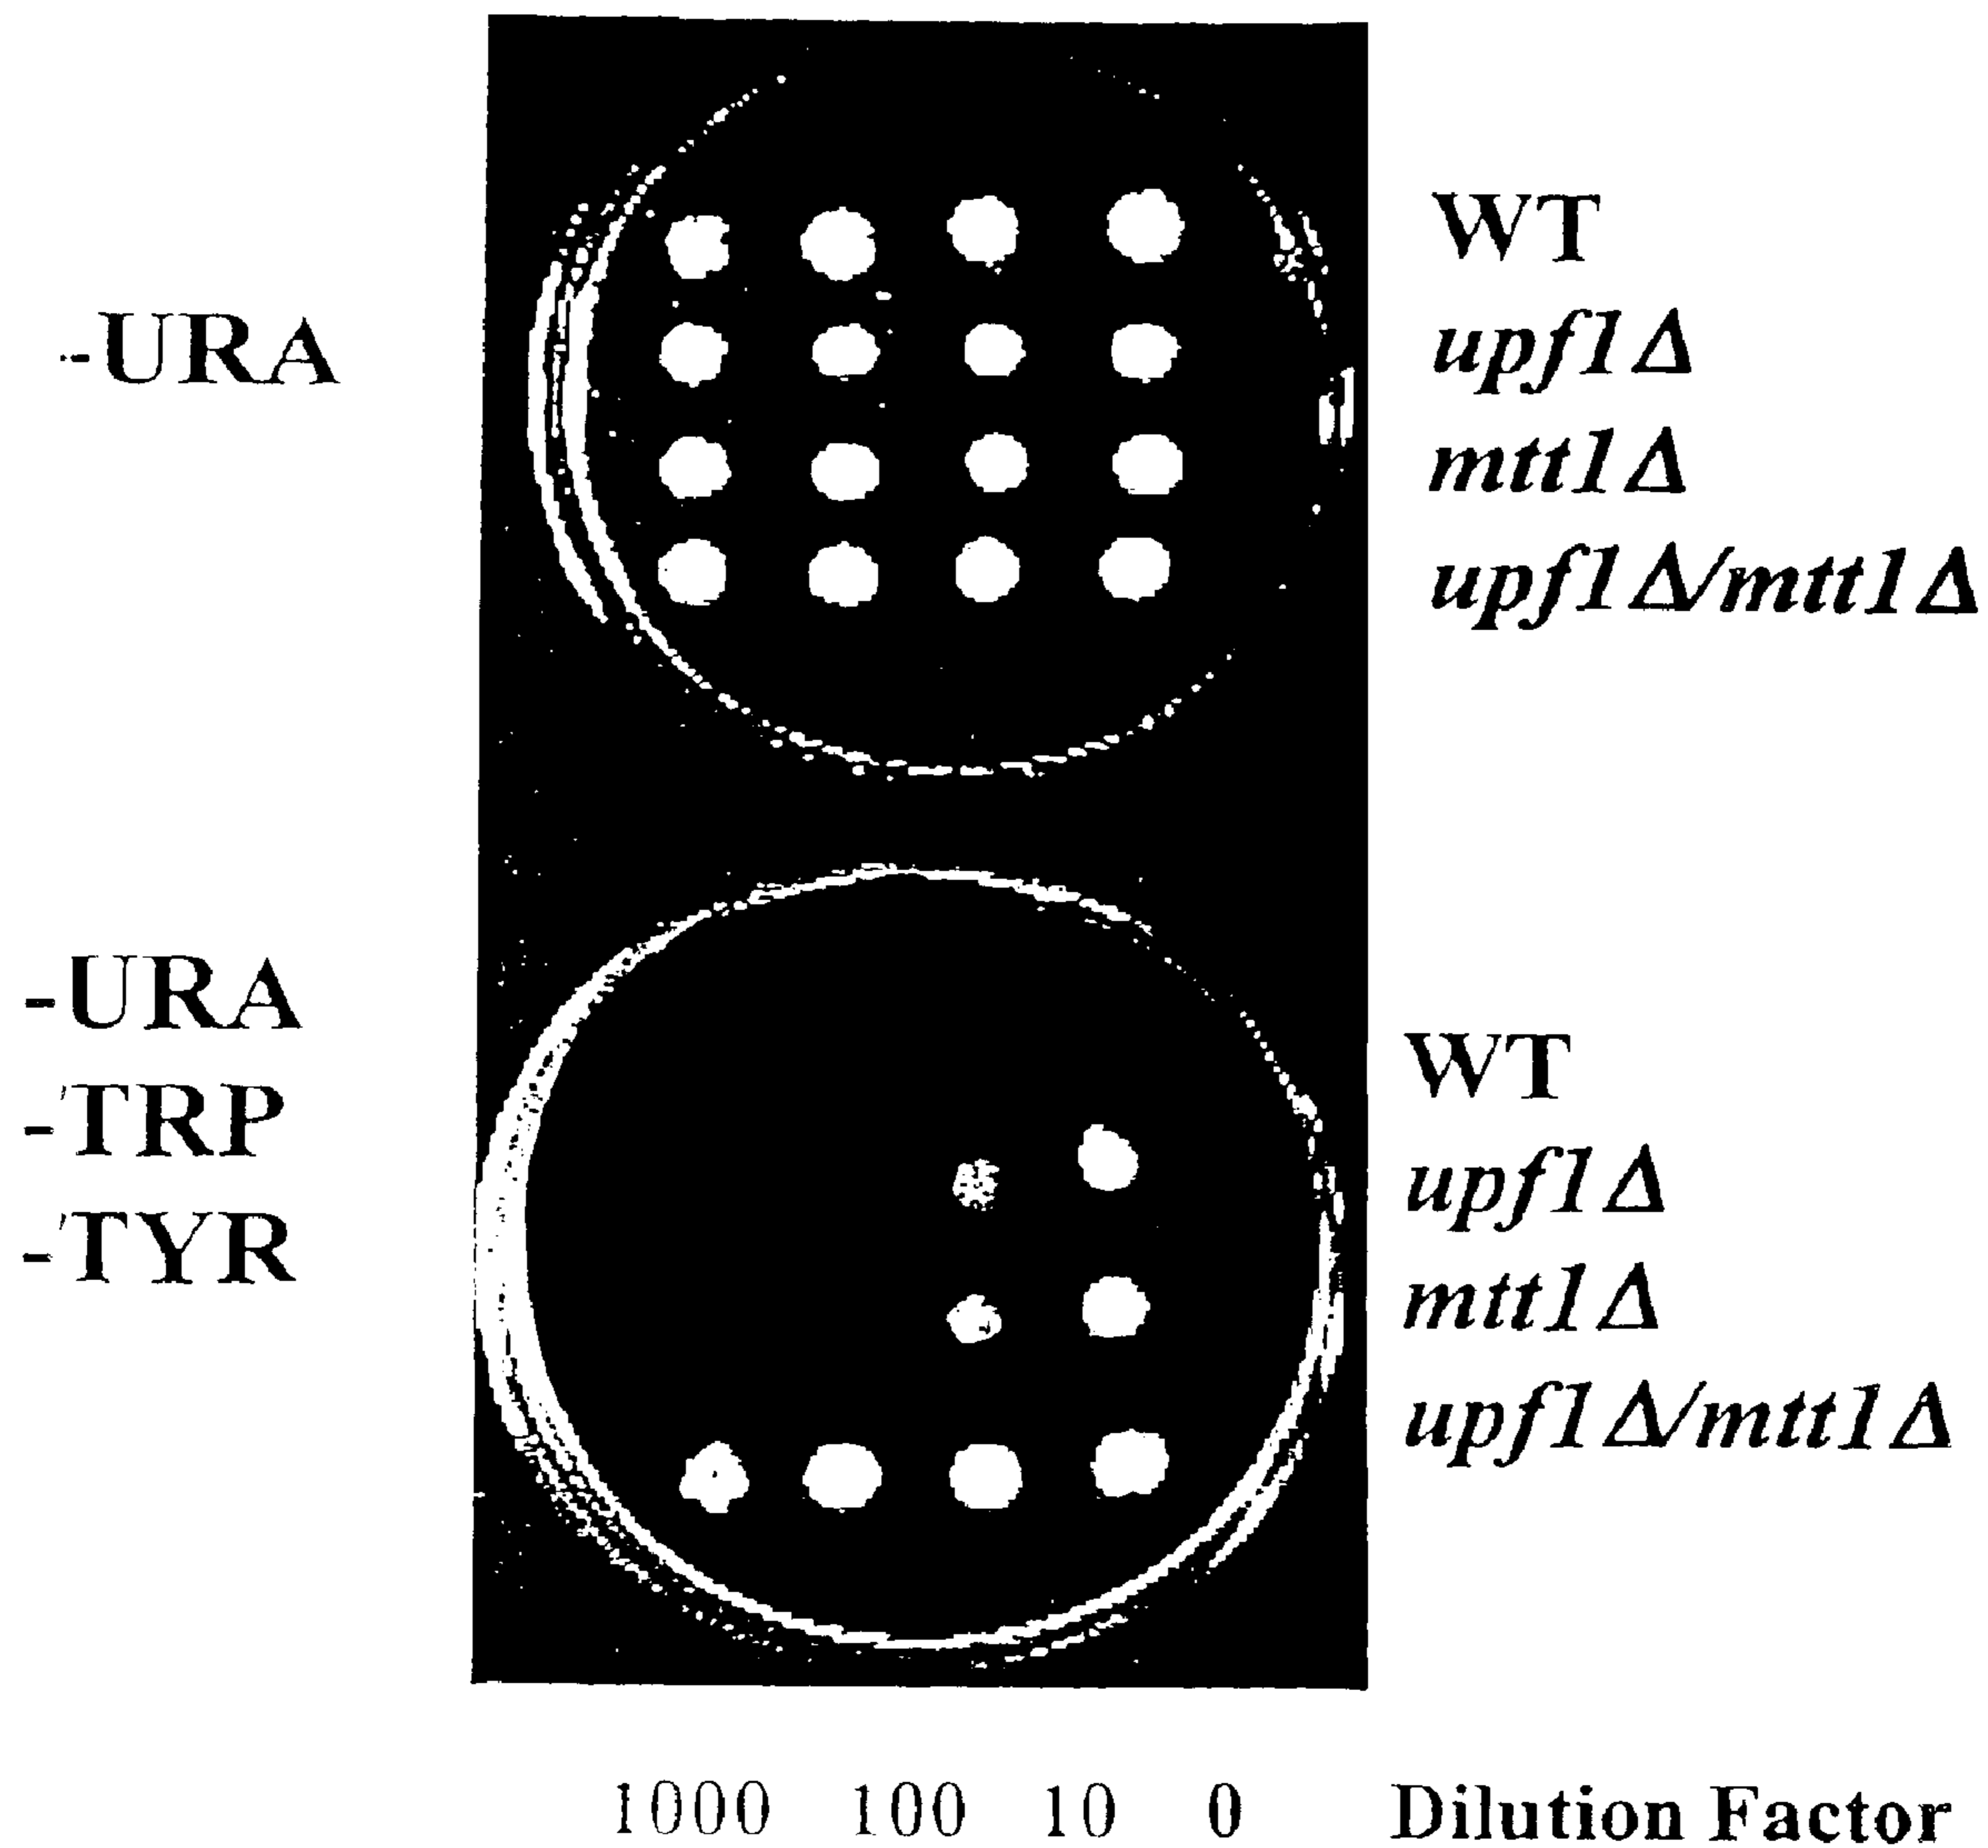 -URA
WT
upf1Δ
mtt1Δ
upf1Δ/mtt1Δ
-URA
-TRP
-TYR
WT
upf1Δ
mtt1Δ
upf1Δ/mtt1Δ
1000 100 10 0 Dilution Factor